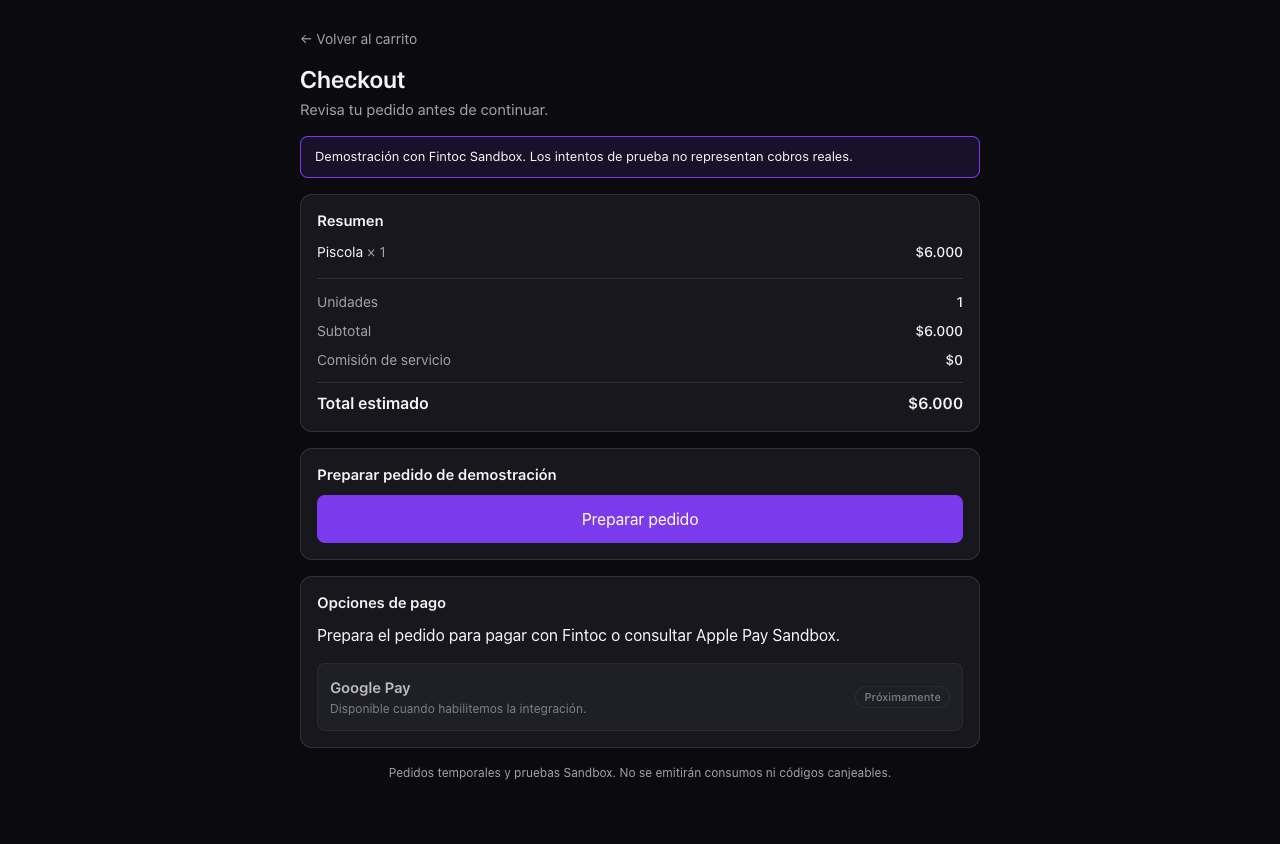 ← Volver al carrito
Checkout
Revisa tu pedido antes de continuar.
Demostración con Fintoc Sandbox. Los intentos de prueba no representan cobros reales.
Resumen
Piscola × 1 $6.000
Unidades 1
Subtotal $6.000
Comisión de servicio $0
Total estimado $6.000
Preparar pedido de demostración
Preparar pedido
Opciones de pago
Prepara el pedido para pagar con Fintoc o consultar Apple Pay Sandbox.
Google Pay
Disponible cuando habilitemos la integración.
Próximamente
Pedidos temporales y pruebas Sandbox. No se emitirán consumos ni códigos canjeables.